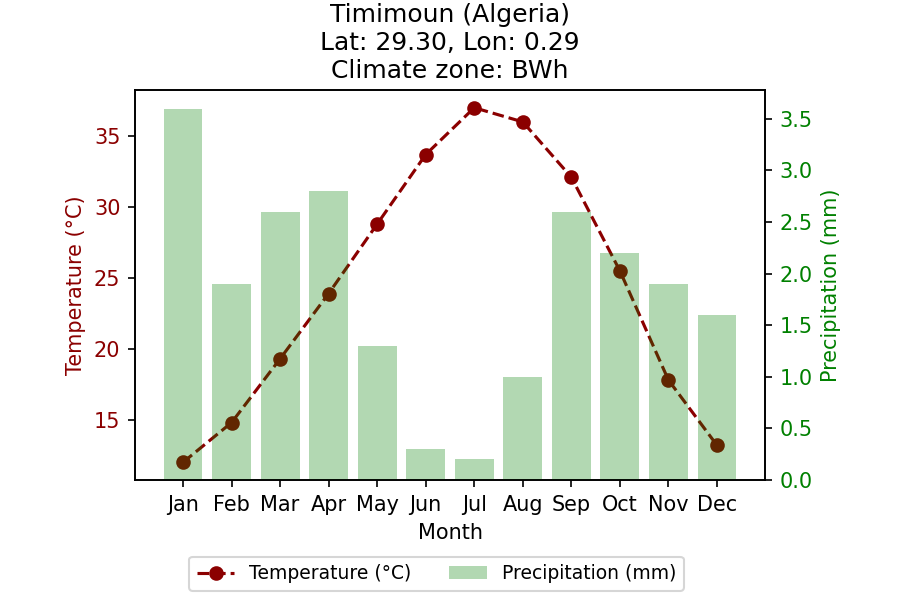 Timimoun (Algeria)
Lat: 29.30, Lon: 0.29
Climate zone: BWh
Temperature (°C)
35
30
25
20
15
Precipitation (mm)
3.5
3.0
2.5
2.0
1.5
1.0
0.5
0.0
Jan Feb Mar Apr May Jun Jul Aug Sep Oct Nov Dec
Month
Temperature (°C) Precipitation (mm)